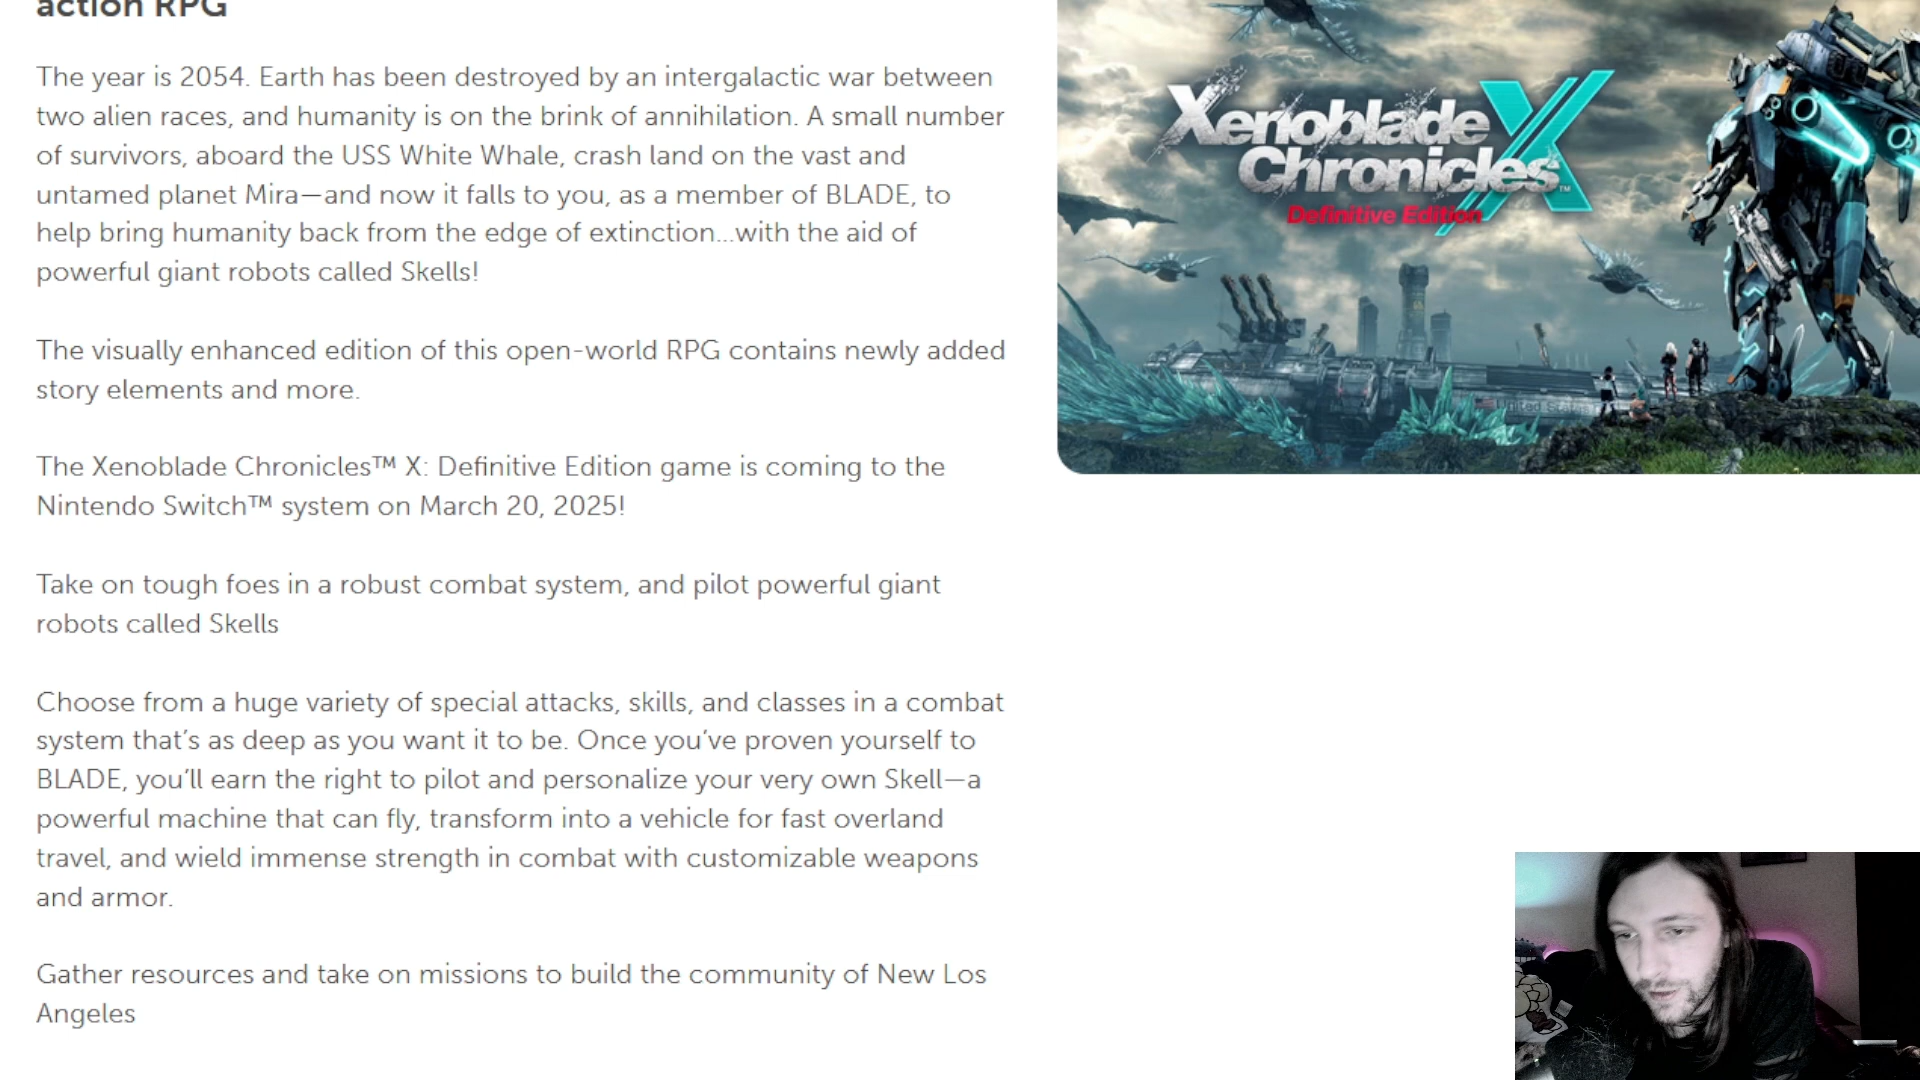 action RPG
The year is 2054. Earth has been destroyed by an intergalactic war between
two alien races, and humanity is on the brink of annihilation. A small number
of survivors, aboard the USS White Whale, crash land on the vast and
untamed planet Mira—and now it falls to you, as a member of BLADE, to
help bring humanity back from the edge of extinction...with the aid of
powerful giant robots called Skells!
The visually enhanced edition of this open-world RPG contains newly added
story elements and more.
The Xenoblade Chronicles™ X: Definitive Edition game is coming to the
Nintendo Switch™ system on March 20, 2025!
Take on tough foes in a robust combat system, and pilot powerful giant
robots called Skells
Choose from a huge variety of special attacks, skills, and classes in a combat
system that’s as deep as you want it to be. Once you’ve proven yourself to
BLADE, you’ll earn the right to pilot and personalize your very own Skell—a
powerful machine that can fly, transform into a vehicle for fast overland
travel, and wield immense strength in combat with customizable weapons
and armor.
Gather resources and take on missions to build the community of New Los
Angeles
Xenoblade
Chronicles X™
Definitive Edition
United States